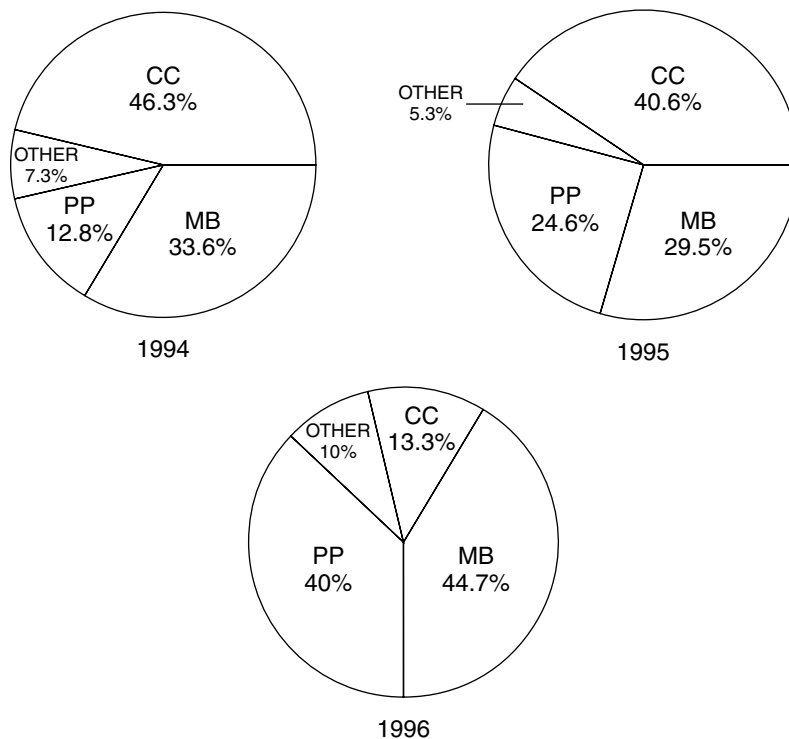 CC
46.3%
OTHER
7.3%
PP
12.8%
MB
33.6%
1994
CC
40.6%
OTHER
5.3%
PP
24.6%
MB
29.5%
1995
CC
13.3%
OTHER
10%
PP
40%
MB
44.7%
1996